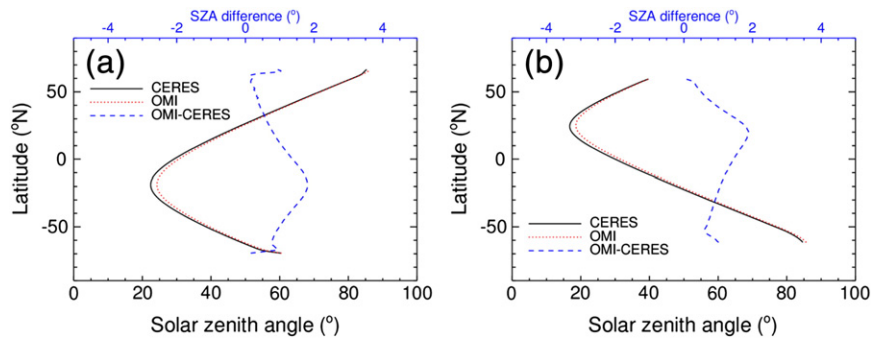 SZA difference (°)
-4 -2 0 2 4
(a)
CERES
OMI
OMI-CERES
Latitude (°N)
50
0
-50
0 20 40 60 80 100
Solar zenith angle (°)
SZA difference (°)
-4 -2 0 2 4
(b)
CERES
OMI
OMI-CERES
Latitude (°N)
50
0
-50
0 20 40 60 80 100
Solar zenith angle (°)